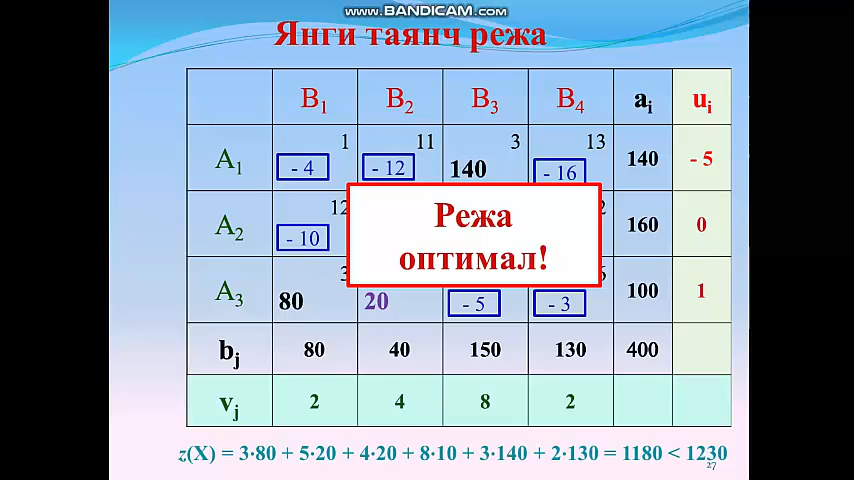 www.BANDICAM.com
Янги таянч режа
B1 B2 B3 B4 ai ui
1 11 3 13
A1 - 4 - 12 140 - 16 140 - 5
12 2
A2 - 10 160 0
Режа
оптимал!
3
A3 80 20 - 5 - 3 100 1
bj 80 40 150 130 400
vj 2 4 8 2
z(X) = 3·80 + 5·20 + 4·20 + 8·10 + 3·140 + 2·130 = 1180 < 1230
27